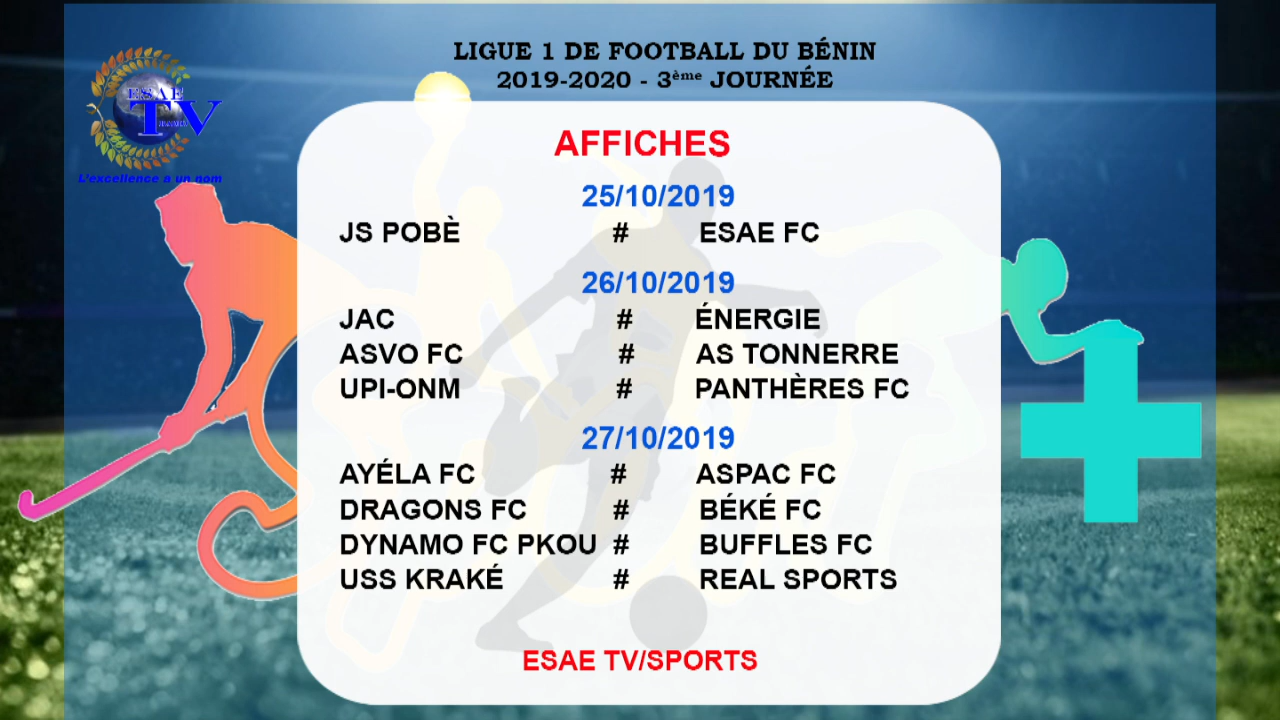 LIGUE 1 DE FOOTBALL DU BÉNIN
2019-2020 - 3ème JOURNÉE
ESAE
TV
L'excellence a un nom
AFFICHES
25/10/2019
JS POBÈ # ESAE FC
26/10/2019
JAC # ÉNERGIE
ASVO FC # AS TONNERRE
UPI-ONM # PANTHÈRES FC
27/10/2019
AYÉLA FC # ASPAC FC
DRAGONS FC # BÉKÉ FC
DYNAMO FC PKOU # BUFFLES FC
USS KRAKÉ # REAL SPORTS
ESAE TV/SPORTS